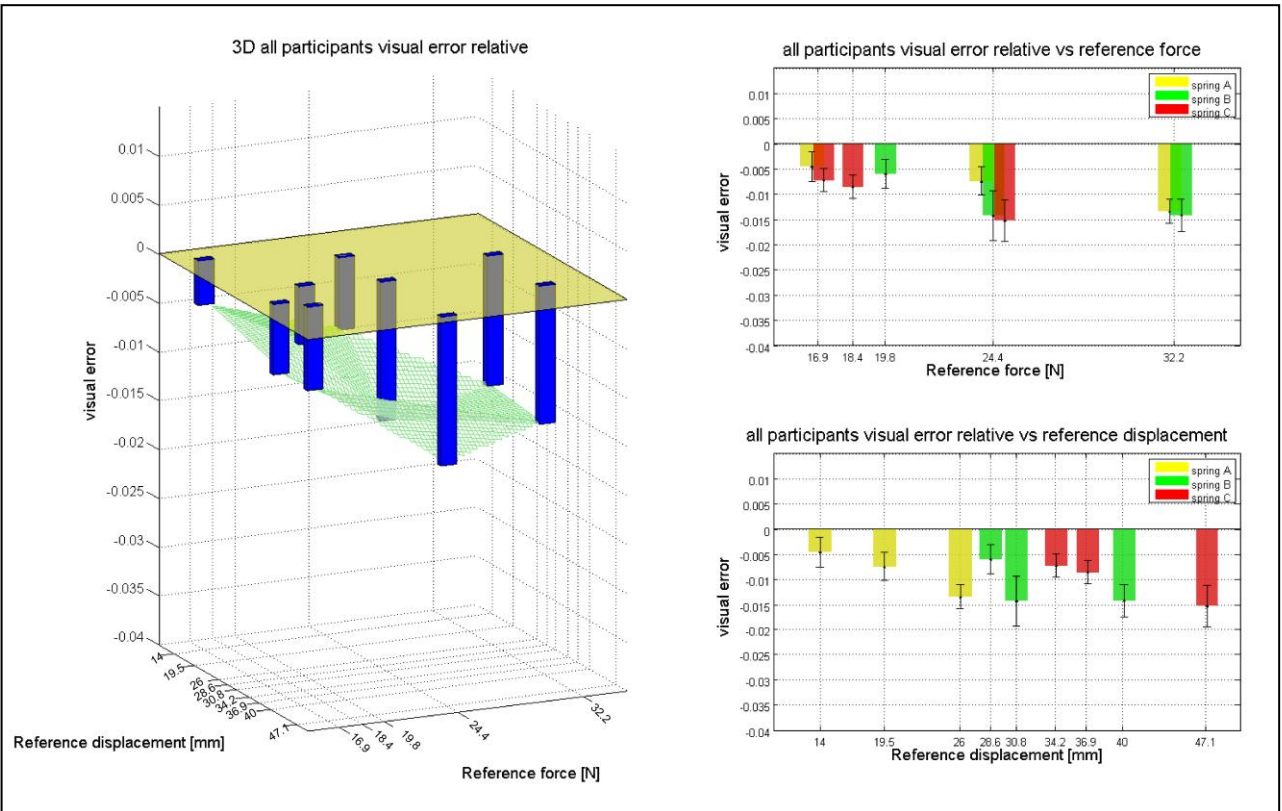 3D all participants visual error relative
0.01
0.005
0
-0.005
-0.01
-0.015
-0.02
-0.025
-0.03
-0.035
-0.04
visual error
14
19.5
26
28.6
30.8
34.2
36.9
40
47.1
Reference displacement [mm]
16.9
18.4
19.8
24.4
32.2
Reference force [N]
all participants visual error relative vs reference force
spring A
spring B
spring C
0.01
0.005
0
-0.005
-0.01
-0.015
-0.02
-0.025
-0.03
-0.035
-0.04
visual error
16.9 18.4 19.8 24.4 32.2
Reference force [N]
all participants visual error relative vs reference displacement
spring A
spring B
spring C
0.01
0.005
0
-0.005
-0.01
-0.015
-0.02
-0.025
-0.03
-0.035
-0.04
visual error
14 19.5 26 28.6 30.8 34.2 36.9 40 47.1
Reference displacement [mm]